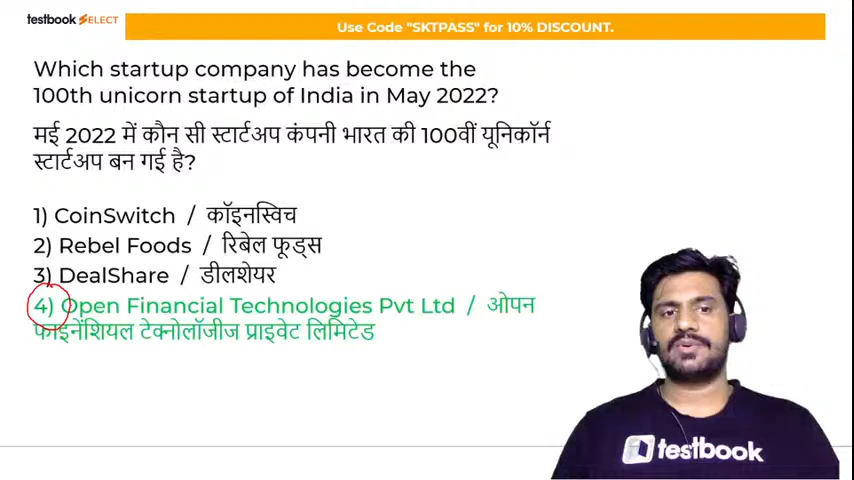 testbook SELECT
Use Code "SKTPASS" for 10% DISCOUNT.
Which startup company has become the
100th unicorn startup of India in May 2022?
मई 2022 में कौन सी स्टार्टअप कंपनी भारत की 100वीं यूनिकॉर्न
स्टार्टअप बन गई है?
1) CoinSwitch / कॉइनस्विच
2) Rebel Foods / रिबेल फूड्स
3) DealShare / डीलशेयर
4) Open Financial Technologies Pvt Ltd / ओपन
फाइनेंशियल टेक्नोलॉजीज प्राइवेट लिमिटेड
testbook